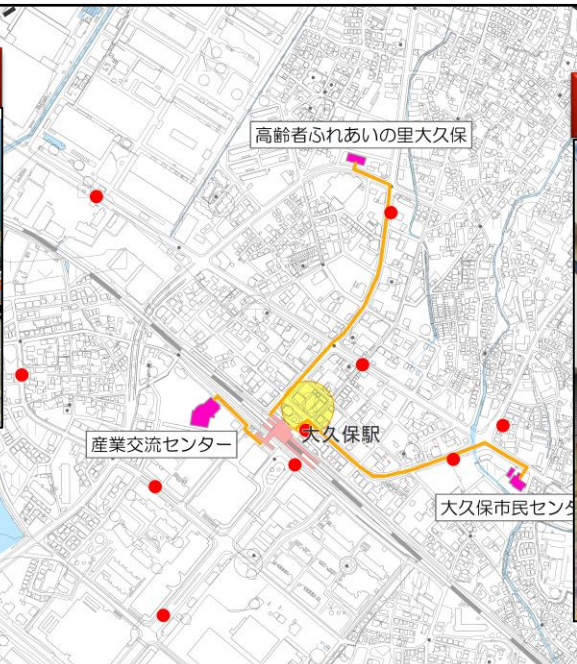 高齢者ふれあいの里大久保
産業交流センター
大久保駅
大久保市民セン